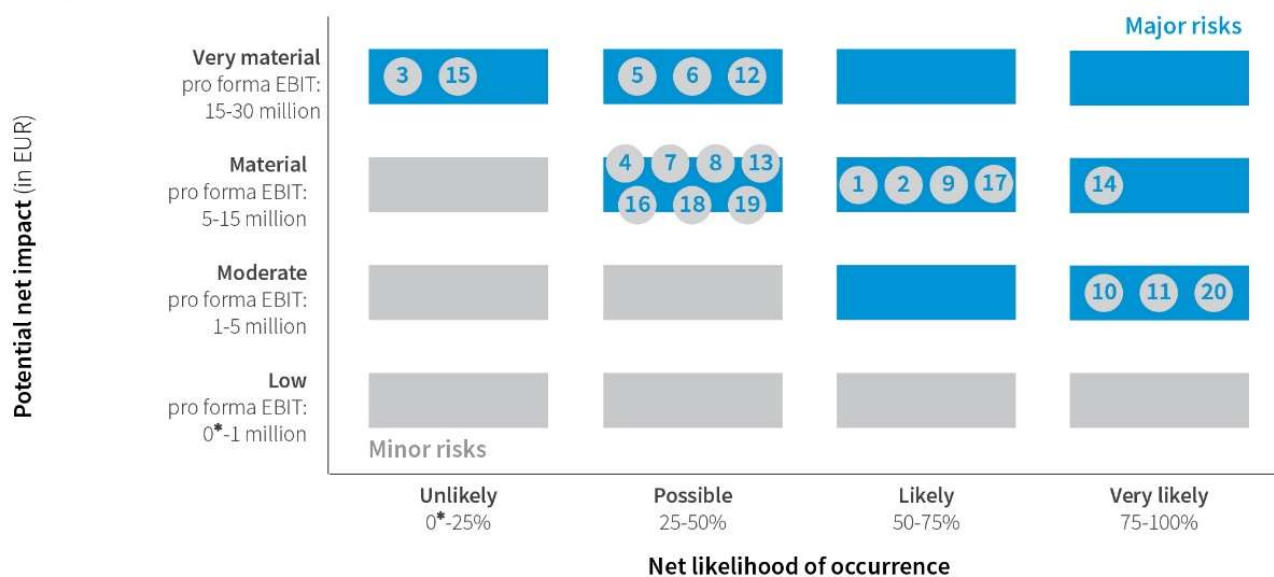 Major risks
Potential net impact (in EUR)
Very material
pro forma EBIT:
15-30 million
3 15 5 6 12
Material
pro forma EBIT:
5-15 million
4 7 8 13
16 18 19
1 2 9 17
14
Moderate
pro forma EBIT:
1-5 million
10 11 20
Low
pro forma EBIT:
0*-1 million
Minor risks
Unlikely
0*-25%
Possible
25-50%
Likely
50-75%
Very likely
75-100%
Net likelihood of occurrence